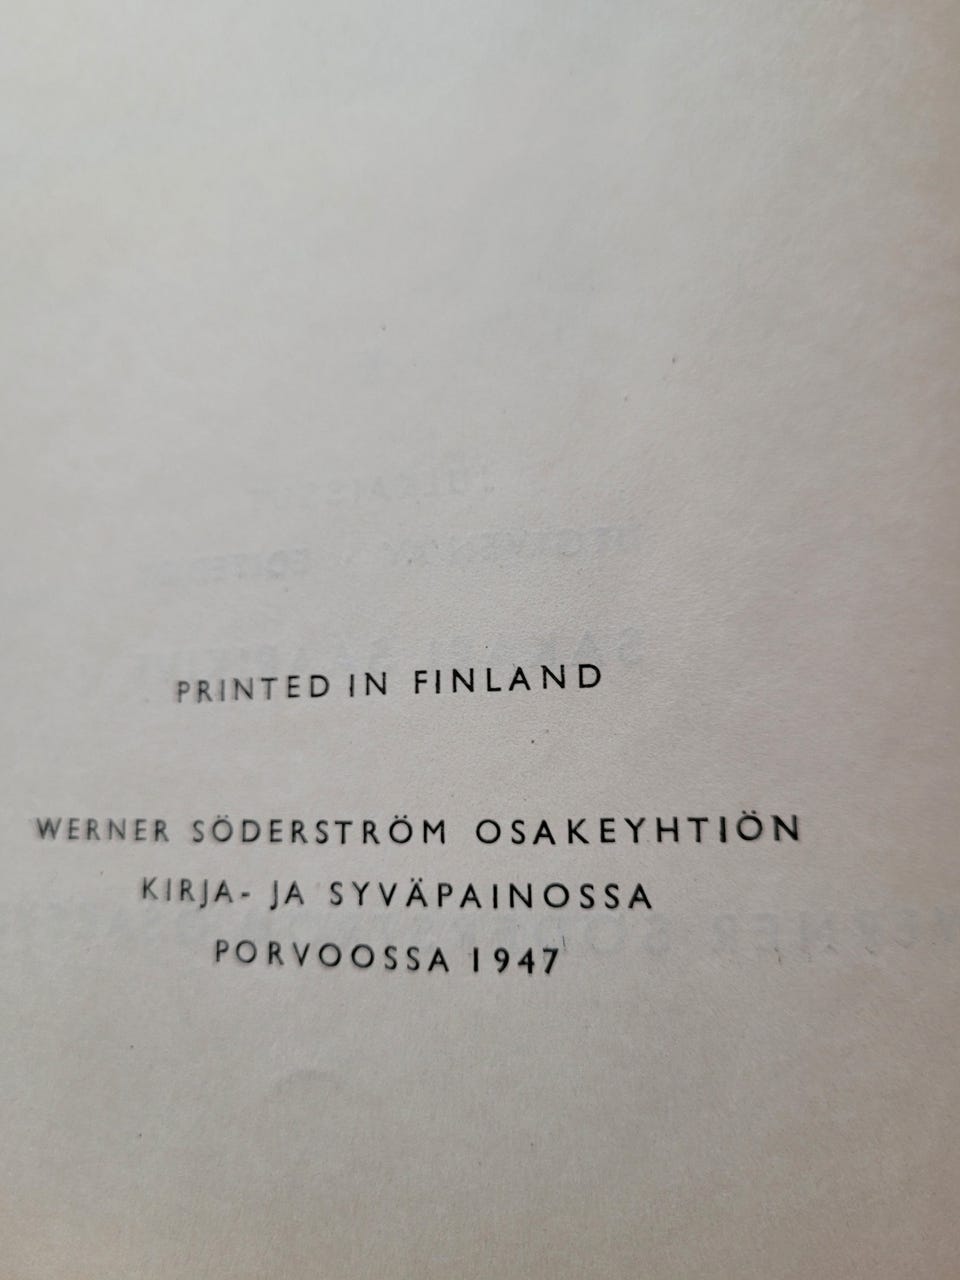 PRINTED IN FINLAND
WERNER SÖDERSTRÖM OSAKEYHTIÖN
KIRJA- JA SYVÄPAINOSSA
PORVOOSSA 1947